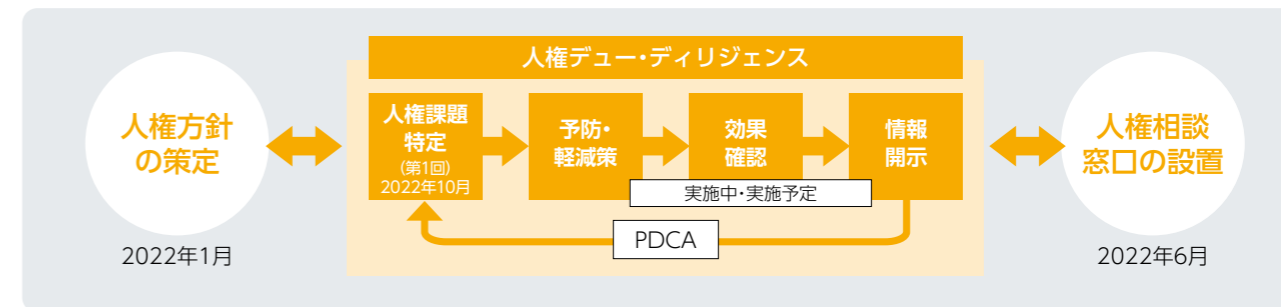 人権デュー・ディリジェンス
人権方針
の策定
2022年1月
人権課題
特定
(第1回)
2022年10月
予防・
軽減策
効果
確認
情報
開示
実施中・実施予定
PDCA
人権相談
窓口の設置
2022年6月